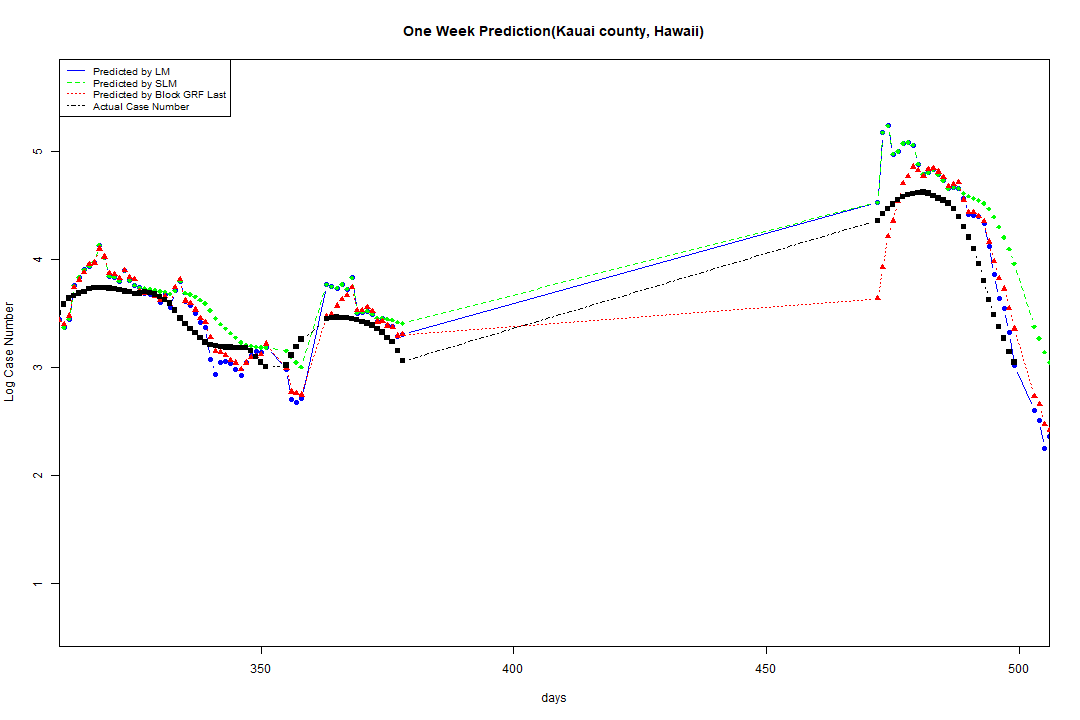 One Week Prediction(Kauai county, Hawaii)
Predicted by LM
Predicted by SLM
Predicted by Block GRF Last
Actual Case Number
Log Case Number
5
4
3
2
1
350
400
450
500
days